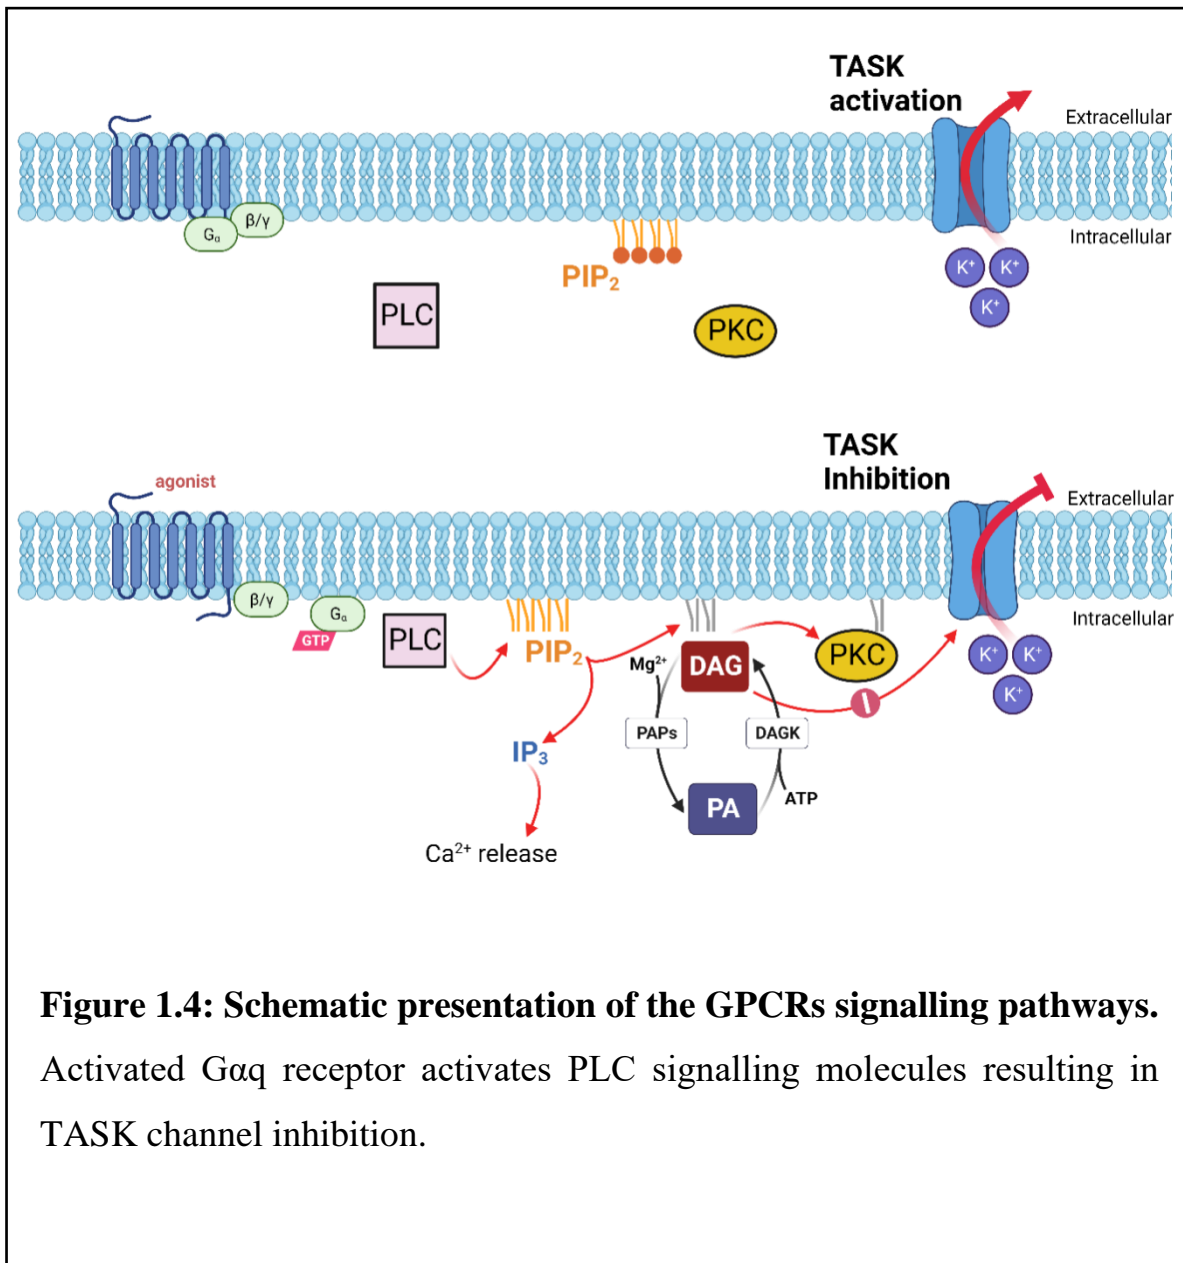 TASK
activation
Extracellular
β/γ
Gα
Intracellular
K⁺ K⁺
K⁺
PIP₂
PLC
PKC
TASK
Inhibition
agonist
Extracellular
β/γ
Gα
GTP
Intracellular
PLC
PIP₂
Mg²⁺
DAG
PKC
K⁺ K⁺
K⁺
PAPs
DAGK
IP₃
PA
ATP
Ca²⁺ release
Figure 1.4: Schematic presentation of the GPCRs signalling pathways.
Activated Gαq receptor activates PLC signalling molecules resulting in
TASK channel inhibition.